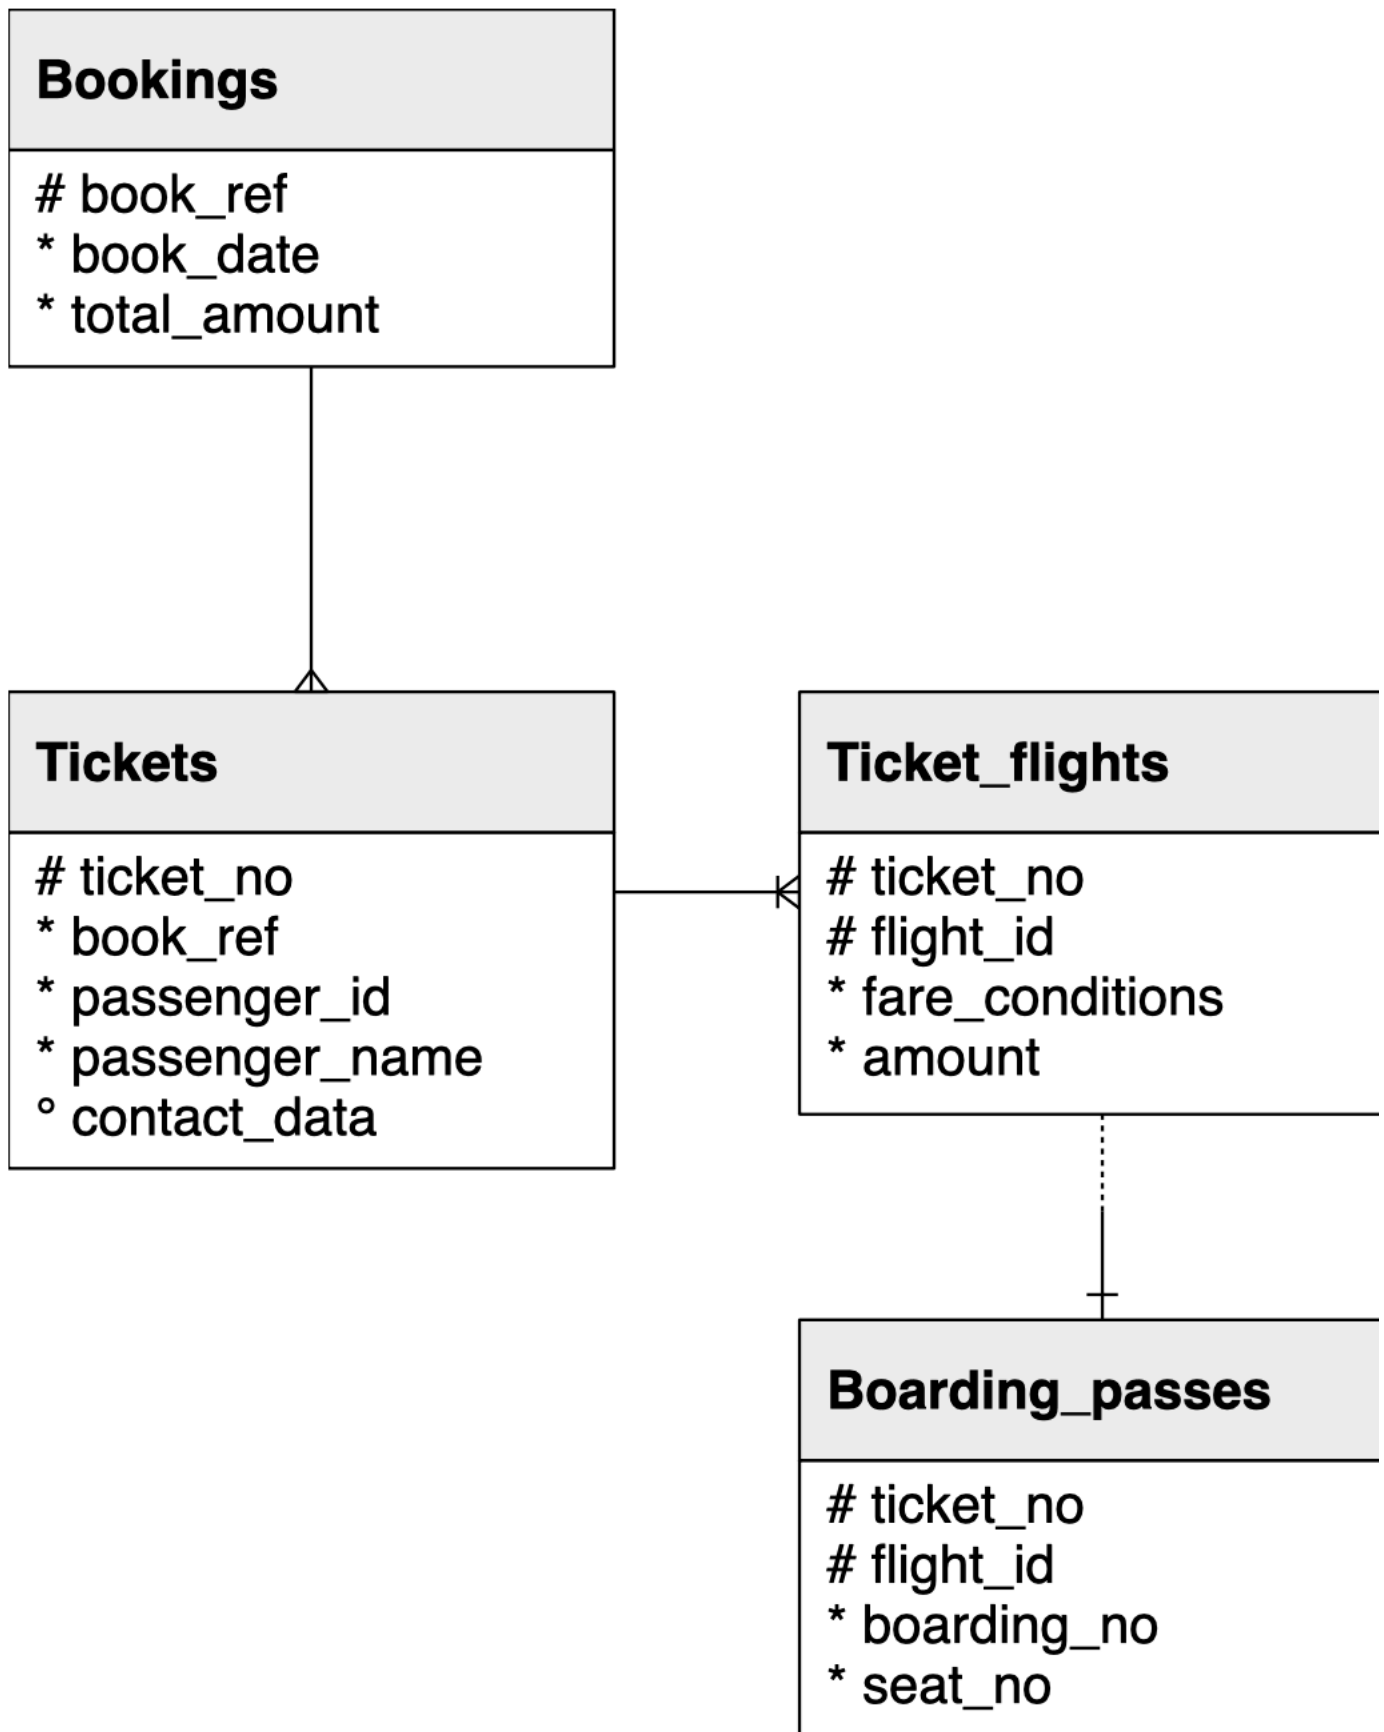 Bookings
# book_ref
* book_date
* total_amount
Tickets
# ticket_no
* book_ref
* passenger_id
* passenger_name
° contact_data
Ticket_flights
# ticket_no
# flight_id
* fare_conditions
* amount
Boarding_passes
# ticket_no
# flight_id
* boarding_no
* seat_no